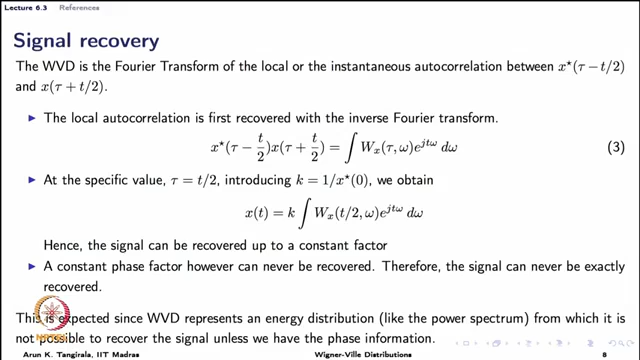 Lecture 6.3 References
Signal recovery
The WVD is the Fourier Transform of the local or the instantaneous autocorrelation between x⋆(τ − t/2)
and x(τ + t/2).
▶ The local autocorrelation is first recovered with the inverse Fourier transform.
x⋆(τ − t/2)x(τ + t/2) = ∫ Wₓ(τ, ω)e^{jtω} dω (3)
▶ At the specific value, τ = t/2, introducing k = 1/x⋆(0), we obtain
x(t) = k ∫ Wₓ(t/2, ω)e^{jtω} dω
Hence, the signal can be recovered up to a constant factor
▶ A constant phase factor however can never be recovered. Therefore, the signal can never be exactly
recovered.
This is expected since WVD represents an energy distribution (like the power spectrum) from which it is
not possible to recover the signal unless we have the phase information.
Arun K. Tangirala, IIT Madras Wigner-Ville Distributions 8